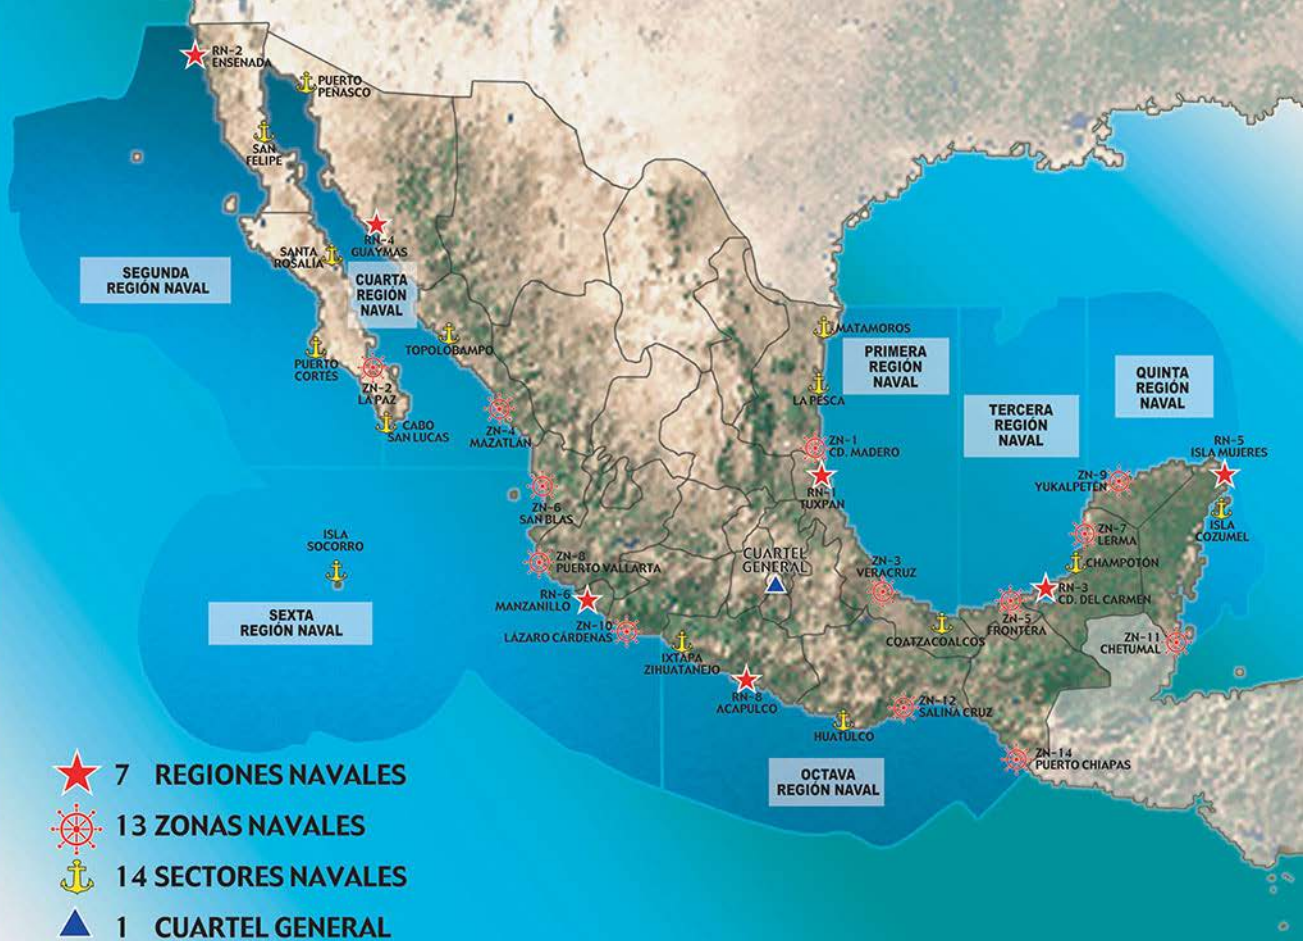 RN-2
ENSENADA
PUERTO
PEÑASCO
SAN
FELIPE
RN-4
GUAYMAS
SANTA
ROSALÍA
SEGUNDA
REGIÓN NAVAL
CUARTA
REGIÓN
NAVAL
TOPOLOBAMPO
PUERTO
CORTÉS
ZN-2
LA PAZ
CABO
SAN LUCAS
ZN-4
MAZATLÁN
MATAMOROS
PRIMERA
REGIÓN
NAVAL
LA PESCA
TERCERA
REGIÓN
NAVAL
QUINTA
REGIÓN
NAVAL
ZN-1
CD. MADERO
RN-1
TUXPAN
RN-5
ISLA MUJERES
ZN-9
YUKALPETÉN
ISLA
COZUMEL
ZN-7
LERMA
CHAMPOTÓN
ZN-6
SAN BLAS
ISLA
SOCORRO
ZN-8
PUERTO VALLARTA
CUARTEL
GENERAL
ZN-3
VERACRUZ
RN-3
CD. DEL CARMEN
RN-6
MANZANILLO
SEXTA
REGIÓN NAVAL
ZN-10
LÁZARO CÁRDENAS
ZN-5
FRONTERA
COATZACOALCOS
ZN-11
CHETUMAL
IXTAPA
ZIHUATANEJO
RN-8
ACAPULCO
ZN-12
SALINA CRUZ
HUATULCO
ZN-14
PUERTO CHIAPAS
OCTAVA
REGIÓN NAVAL
7 REGIONES NAVALES
13 ZONAS NAVALES
14 SECTORES NAVALES
1 CUARTEL GENERAL